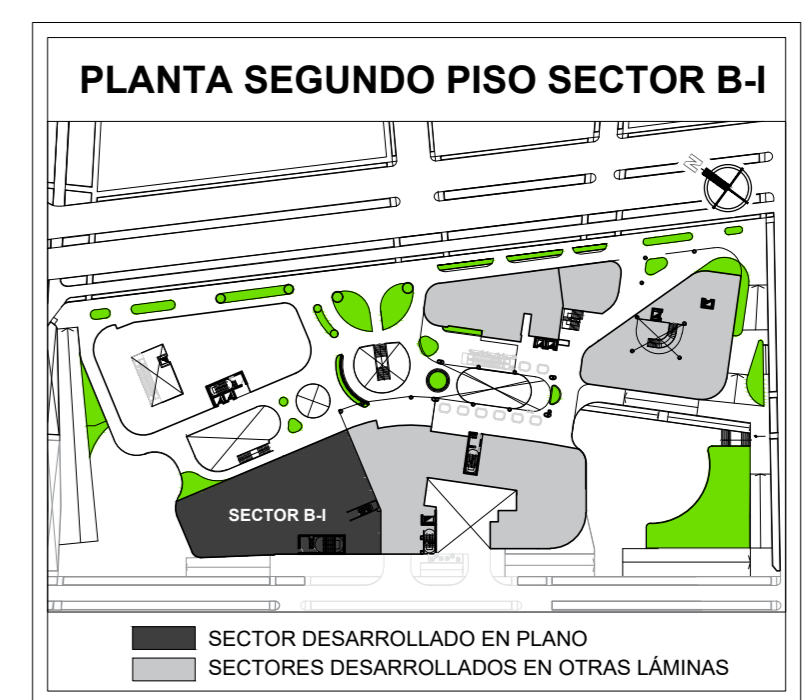 PLANTA SEGUNDO PISO SECTOR B-I
N
SECTOR B-I
SECTOR DESARROLLADO EN PLANO
SECTORES DESARROLLADOS EN OTRAS LÁMINAS